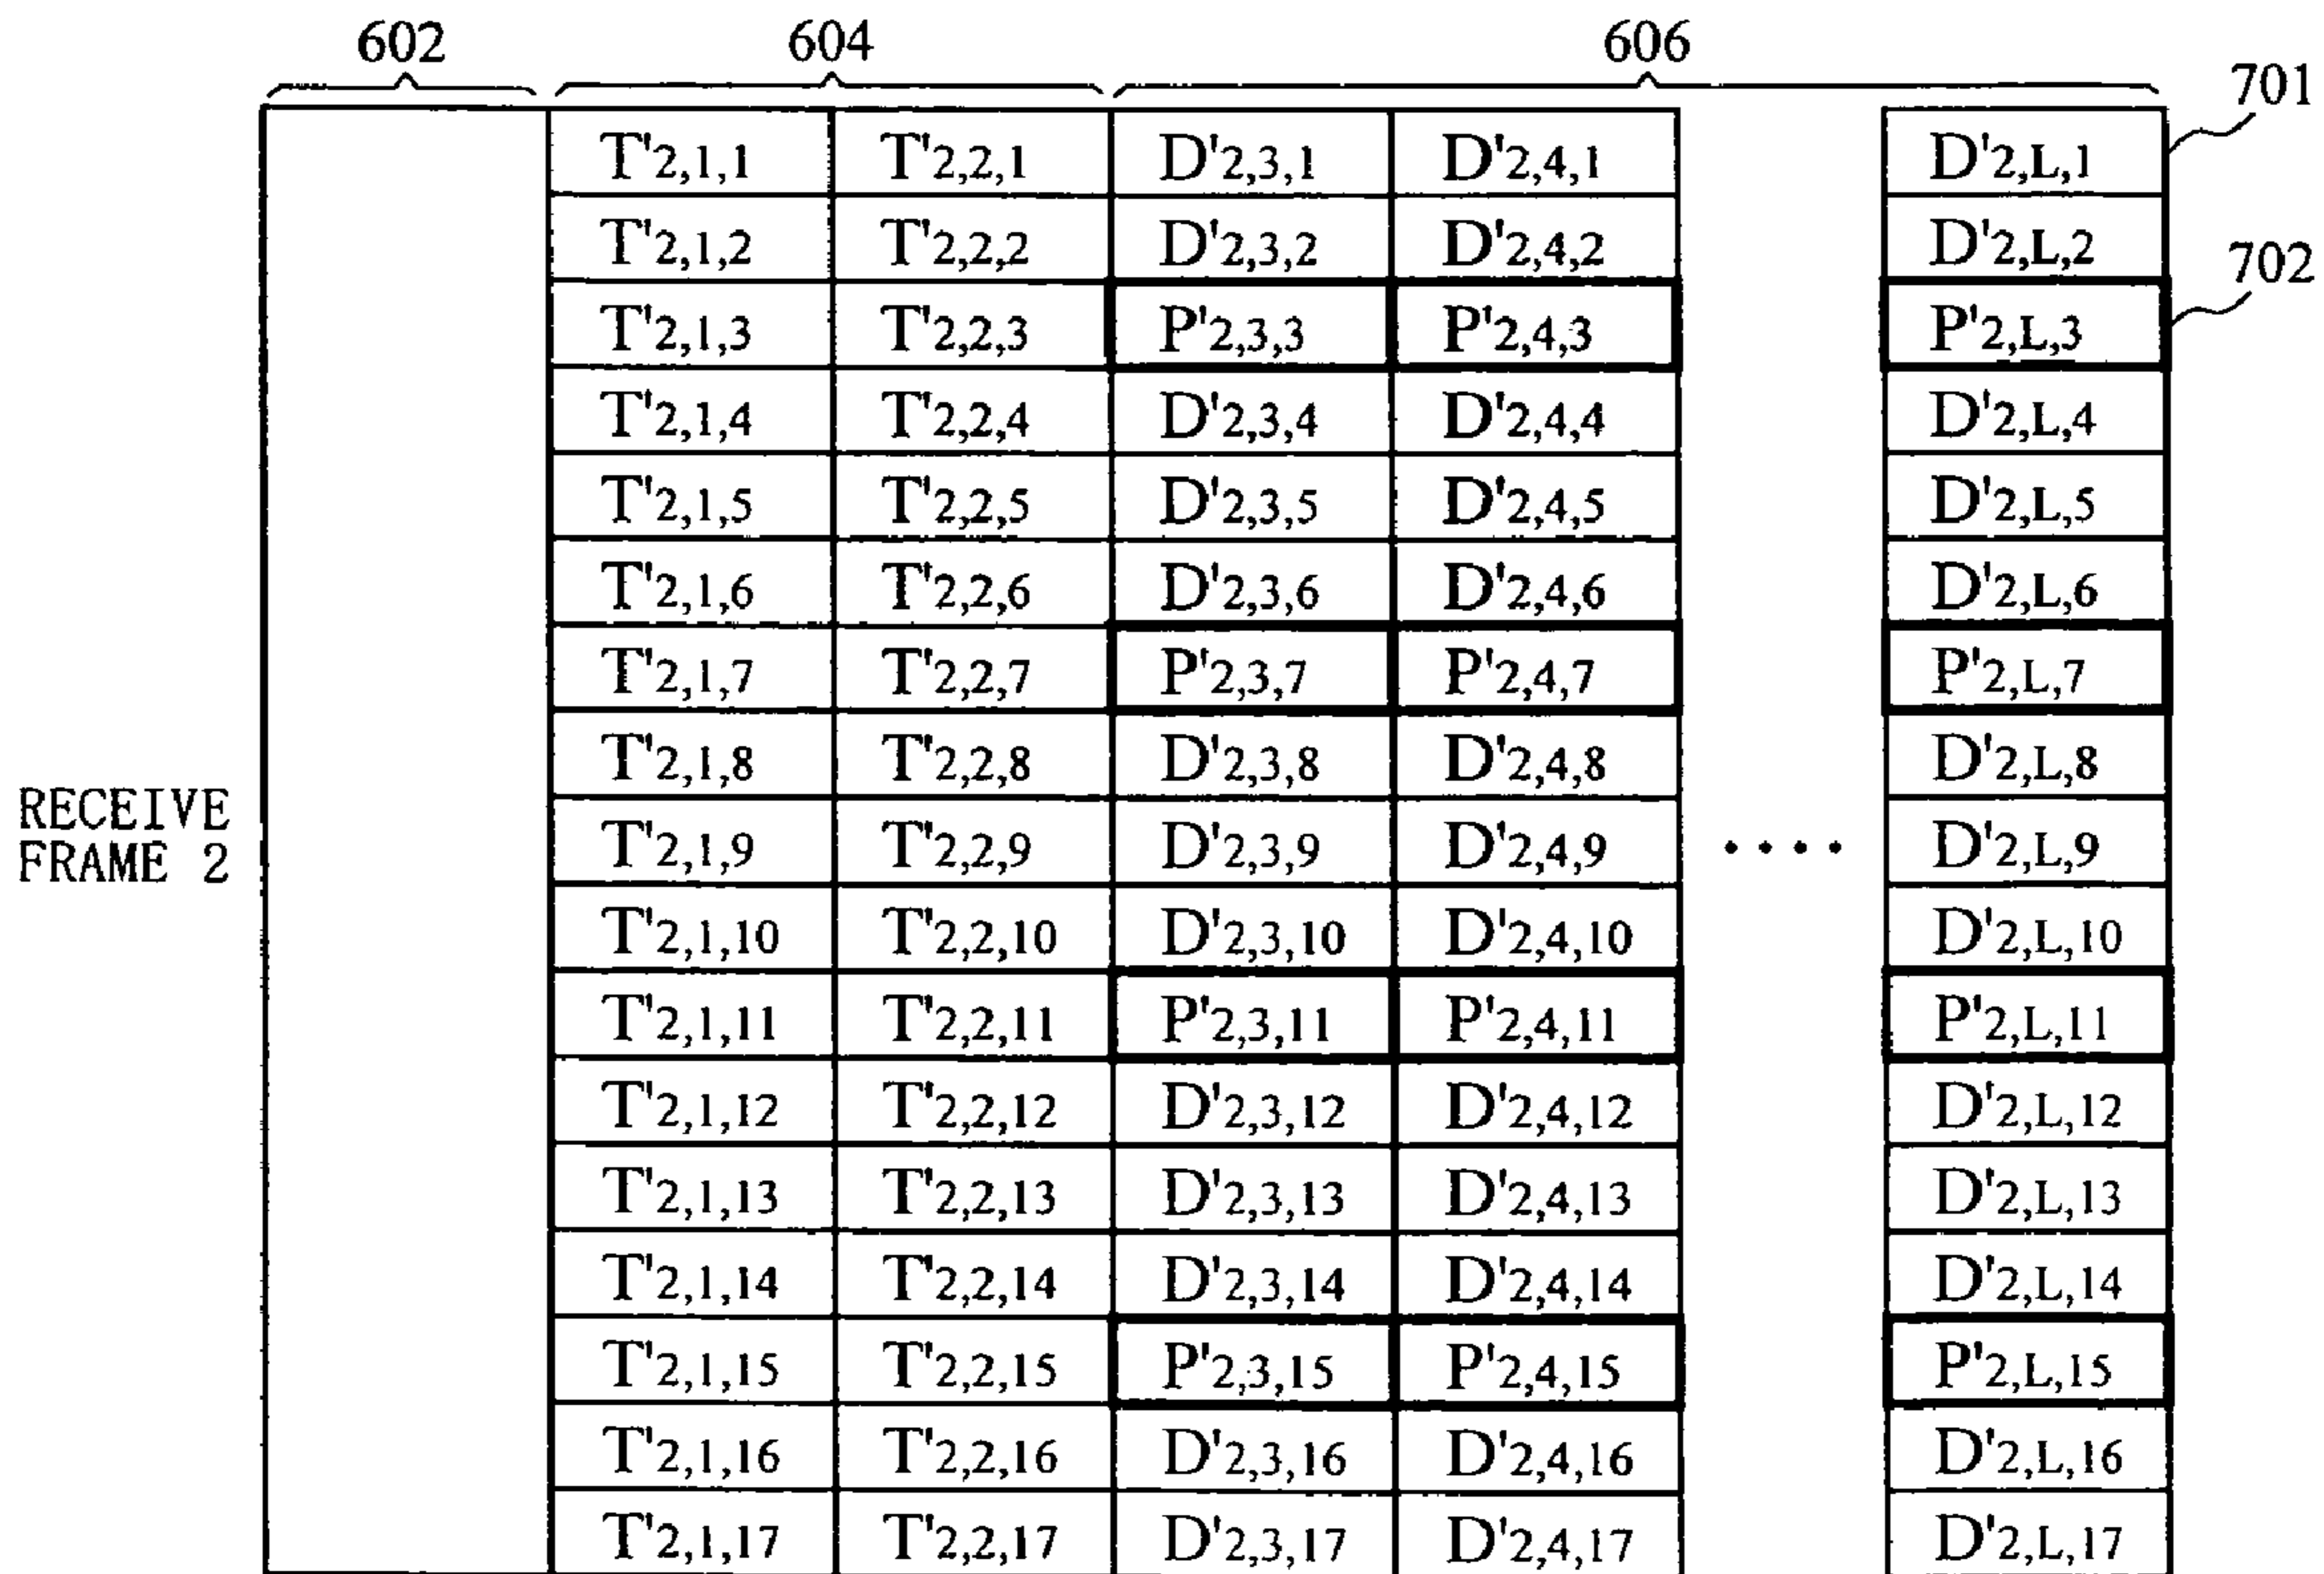 602 604 606
701
T'2,1,1 T'2,2,1 D'2,3,1 D'2,4,1 D'2,L,1
T'2,1,2 T'2,2,2 D'2,3,2 D'2,4,2 D'2,L,2
702
T'2,1,3 T'2,2,3 P'2,3,3 P'2,4,3 P'2,L,3
T'2,1,4 T'2,2,4 D'2,3,4 D'2,4,4 D'2,L,4
T'2,1,5 T'2,2,5 D'2,3,5 D'2,4,5 D'2,L,5
T'2,1,6 T'2,2,6 D'2,3,6 D'2,4,6 D'2,L,6
T'2,1,7 T'2,2,7 P'2,3,7 P'2,4,7 P'2,L,7
T'2,1,8 T'2,2,8 D'2,3,8 D'2,4,8 D'2,L,8
RECEIVE
FRAME 2
T'2,1,9 T'2,2,9 D'2,3,9 D'2,4,9 •••• D'2,L,9
T'2,1,10 T'2,2,10 D'2,3,10 D'2,4,10 D'2,L,10
T'2,1,11 T'2,2,11 P'2,3,11 P'2,4,11 P'2,L,11
T'2,1,12 T'2,2,12 D'2,3,12 D'2,4,12 D'2,L,12
T'2,1,13 T'2,2,13 D'2,3,13 D'2,4,13 D'2,L,13
T'2,1,14 T'2,2,14 D'2,3,14 D'2,4,14 D'2,L,14
T'2,1,15 T'2,2,15 P'2,3,15 P'2,4,15 P'2,L,15
T'2,1,16 T'2,2,16 D'2,3,16 D'2,4,16 D'2,L,16
T'2,1,17 T'2,2,17 D'2,3,17 D'2,4,17 D'2,L,17